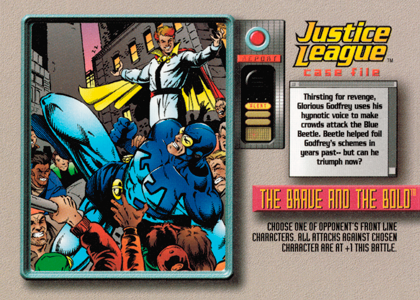 Justice
League™
case file
REPORT
ALERT
Thirsting for revenge,
Glorious Godfrey uses his
hypnotic voice to make
crowds attack the Blue
Beetle. Beetle helped foil
Godfrey's schemes in
years past-- but can he
triumph now?
THE BRAVE AND THE BOLD
CHOOSE ONE OF OPPONENT'S FRONT LINE
CHARACTERS. ALL ATTACKS AGAINST CHOSEN
CHARACTER ARE AT +1 THIS BATTLE.